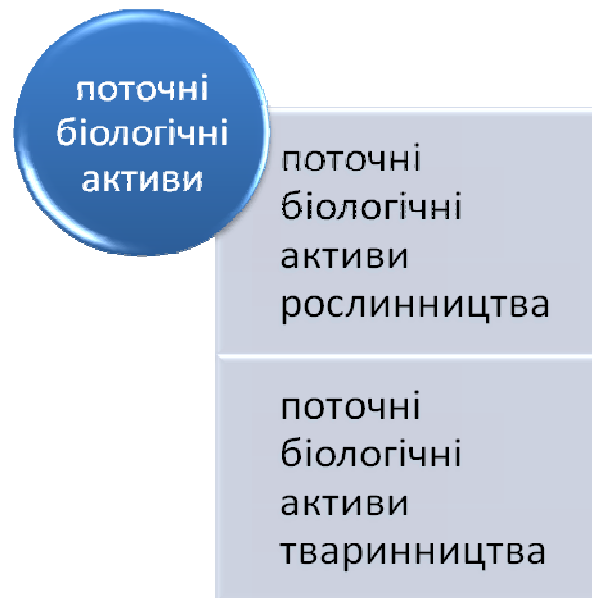 поточні
біологічні
активи
поточні
біологічні
активи
рослинництва
поточні
біологічні
активи
тваринництва